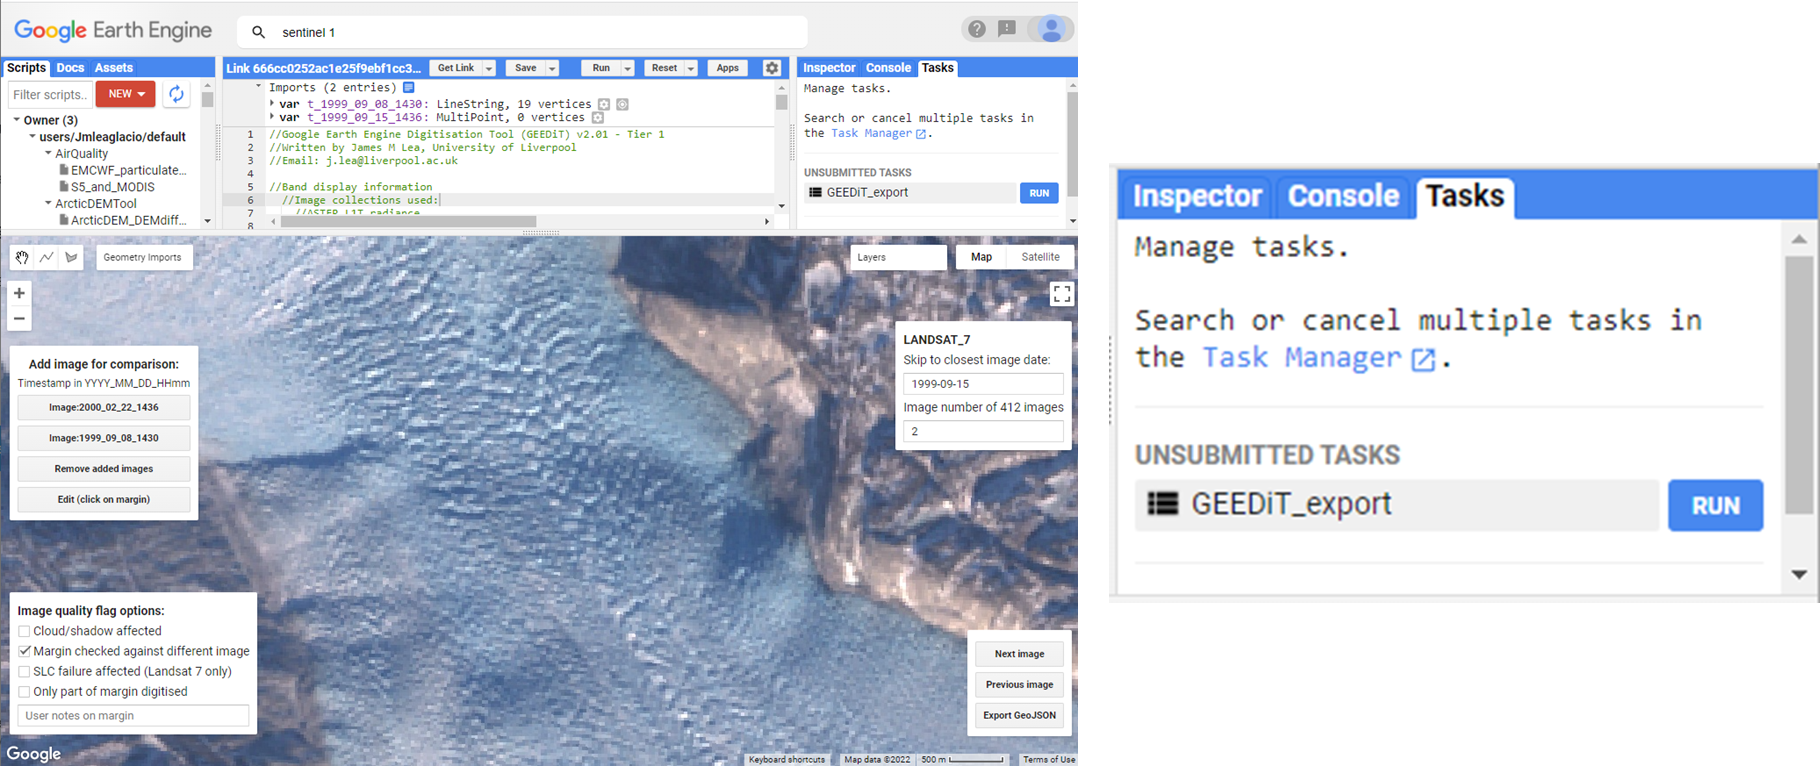 Google Earth Engine
sentinel 1
Scripts Docs Assets
Filter scripts..
NEW
Owner (3)
users/Jmleaglacio/default
AirQuality
EMCWF_particulate...
S5_and_MODIS
ArcticDEMTool
ArcticDEM_DEMdiff...
Link 666cc0252ac1e25f9ebf1cc3... Get Link Save Run Reset Apps
Imports (2 entries)
var t_1999_09_08_1430: LineString, 19 vertices
var t_1999_09_15_1436: MultiPoint, 0 vertices
1 //Google Earth Engine Digitisation Tool (GEEDiT) v2.01 - Tier 1
2 //Written by James M Lea, University of Liverpool
3 //Email: j.lea@liverpool.ac.uk
4
5 //Band display information
6 //Image collections used:
7 //ASTER L1T radiance
8
Inspector Console Tasks
Manage tasks.
Search or cancel multiple tasks in
the Task Manager .
UNSUBMITTED TASKS
GEEDiT_export RUN
Geometry Imports
Layers
Map Satellite
+
−
Add image for comparison:
Timestamp in YYYY_MM_DD_HHmm
Image:2000_02_22_1436
Image:1999_09_08_1430
Remove added images
Edit (click on margin)
LANDSAT_7
Skip to closest image date:
1999-09-15
Image number of 412 images
2
Image quality flag options:
Cloud/shadow affected
Margin checked against different image
SLC failure affected (Landsat 7 only)
Only part of margin digitised
User notes on margin
Next image
Previous image
Export GeoJSON
Google
Keyboard shortcuts Map data ©2022 500 m Terms of Use
Inspector Console Tasks
Manage tasks.
Search or cancel multiple tasks in
the Task Manager .
UNSUBMITTED TASKS
GEEDiT_export RUN